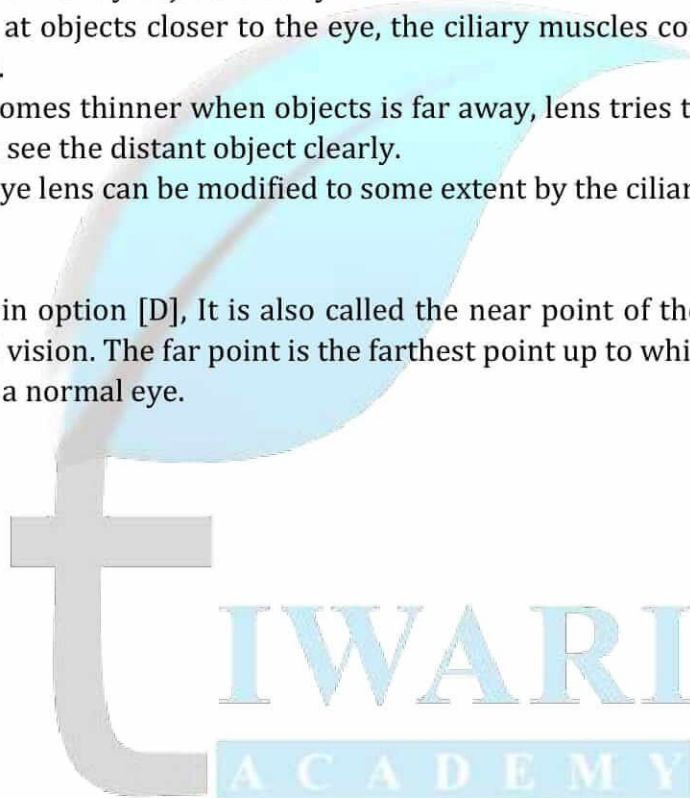 at objects closer to the eye, the ciliary muscles co
.
omes thinner when objects is far away, lens tries t
see the distant object clearly.
ye lens can be modified to some extent by the ciliar
in option [D], It is also called the near point of the
vision. The far point is the farthest point up to whi
a normal eye.
tIWARI
ACADEMY